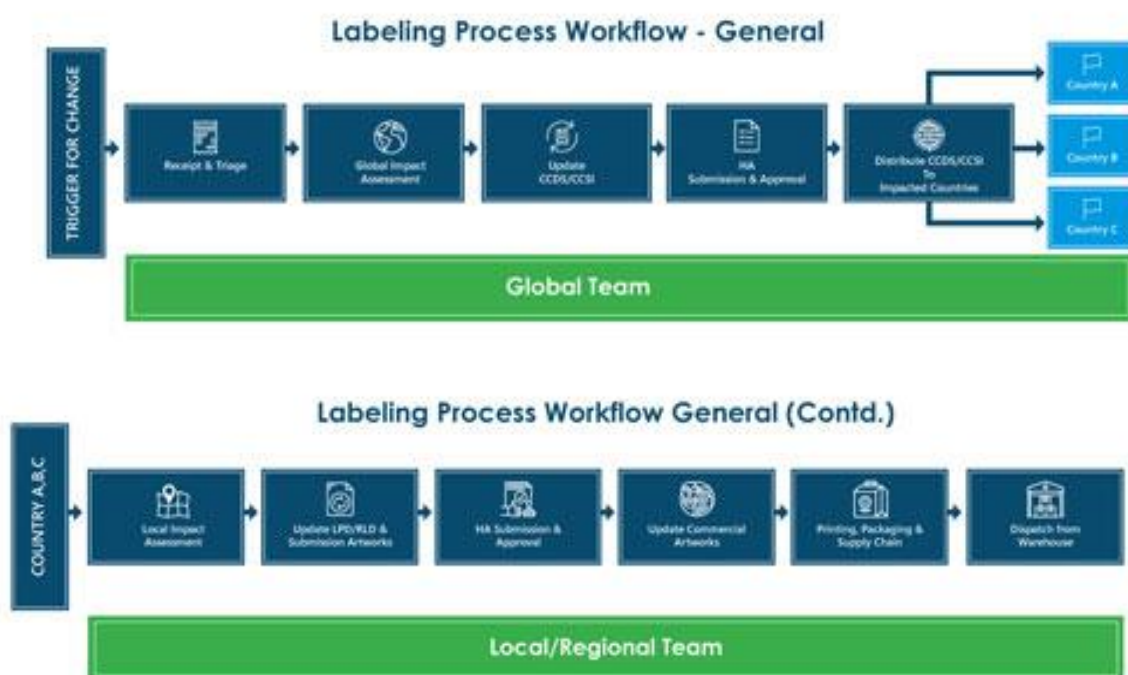 Labeling Process Workflow - General
TRIGGER FOR CHANGE
Receipt & Triage
Global Impact
Assessment
Update
CCDS/CCSI
HA
Submission & Approval
Distribute CCDS/CCSI
To
Impacted Countries
Country A
Country B
Country C
Global Team
Labeling Process Workflow General (Contd.)
COUNTRY A,B,C
Local Impact
Assessment
Update LPD/RLD &
Submission Artworks
HA Submission &
Approval
Update Commercial
Artworks
Printing, Packaging &
Supply Chain
Dispatch from
Warehouse
Local/Regional Team